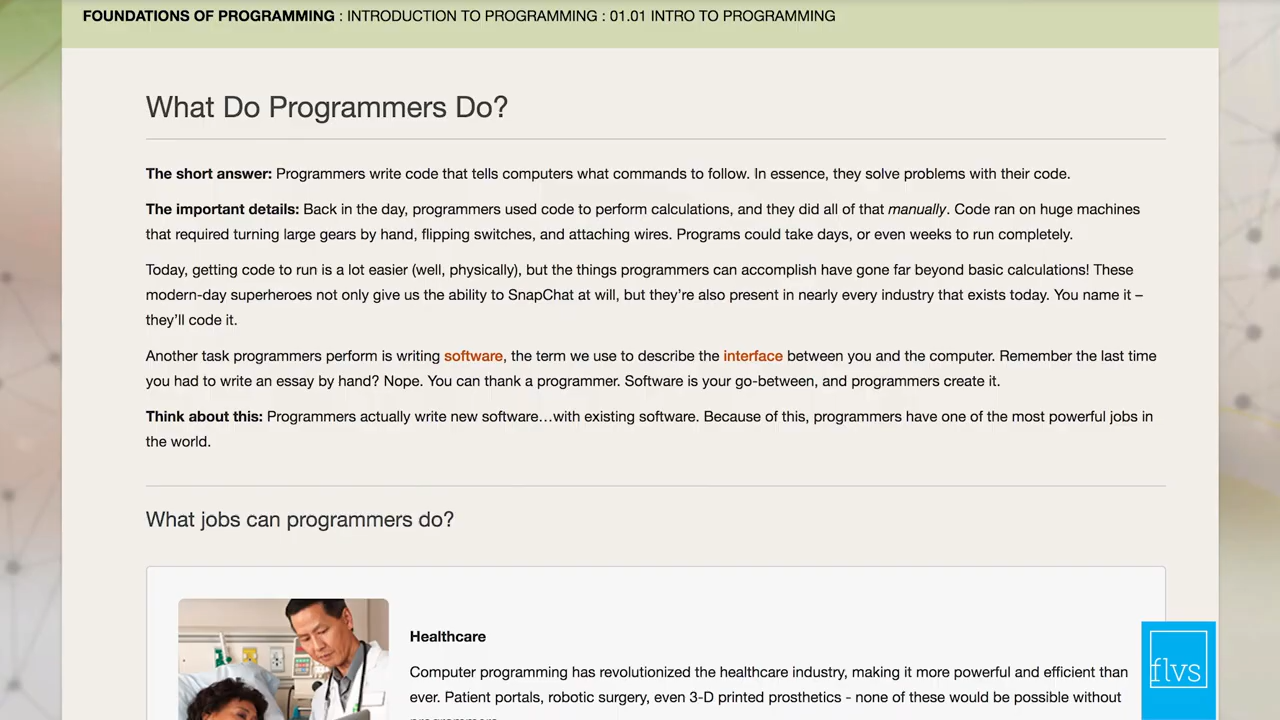 FOUNDATIONS OF PROGRAMMING : INTRODUCTION TO PROGRAMMING : 01.01 INTRO TO PROGRAMMING
What Do Programmers Do?
The short answer: Programmers write code that tells computers what commands to follow. In essence, they solve problems with their code.
The important details: Back in the day, programmers used code to perform calculations, and they did all of that manually. Code ran on huge machines
that required turning large gears by hand, flipping switches, and attaching wires. Programs could take days, or even weeks to run completely.
Today, getting code to run is a lot easier (well, physically), but the things programmers can accomplish have gone far beyond basic calculations! These
modern-day superheroes not only give us the ability to SnapChat at will, but they’re also present in nearly every industry that exists today. You name it –
they’ll code it.
Another task programmers perform is writing software, the term we use to describe the interface between you and the computer. Remember the last time
you had to write an essay by hand? Nope. You can thank a programmer. Software is your go-between, and programmers create it.
Think about this: Programmers actually write new software…with existing software. Because of this, programmers have one of the most powerful jobs in
the world.
What jobs can programmers do?
Healthcare
Computer programming has revolutionized the healthcare industry, making it more powerful and efficient than
ever. Patient portals, robotic surgery, even 3-D printed prosthetics - none of these would be possible without
flvs